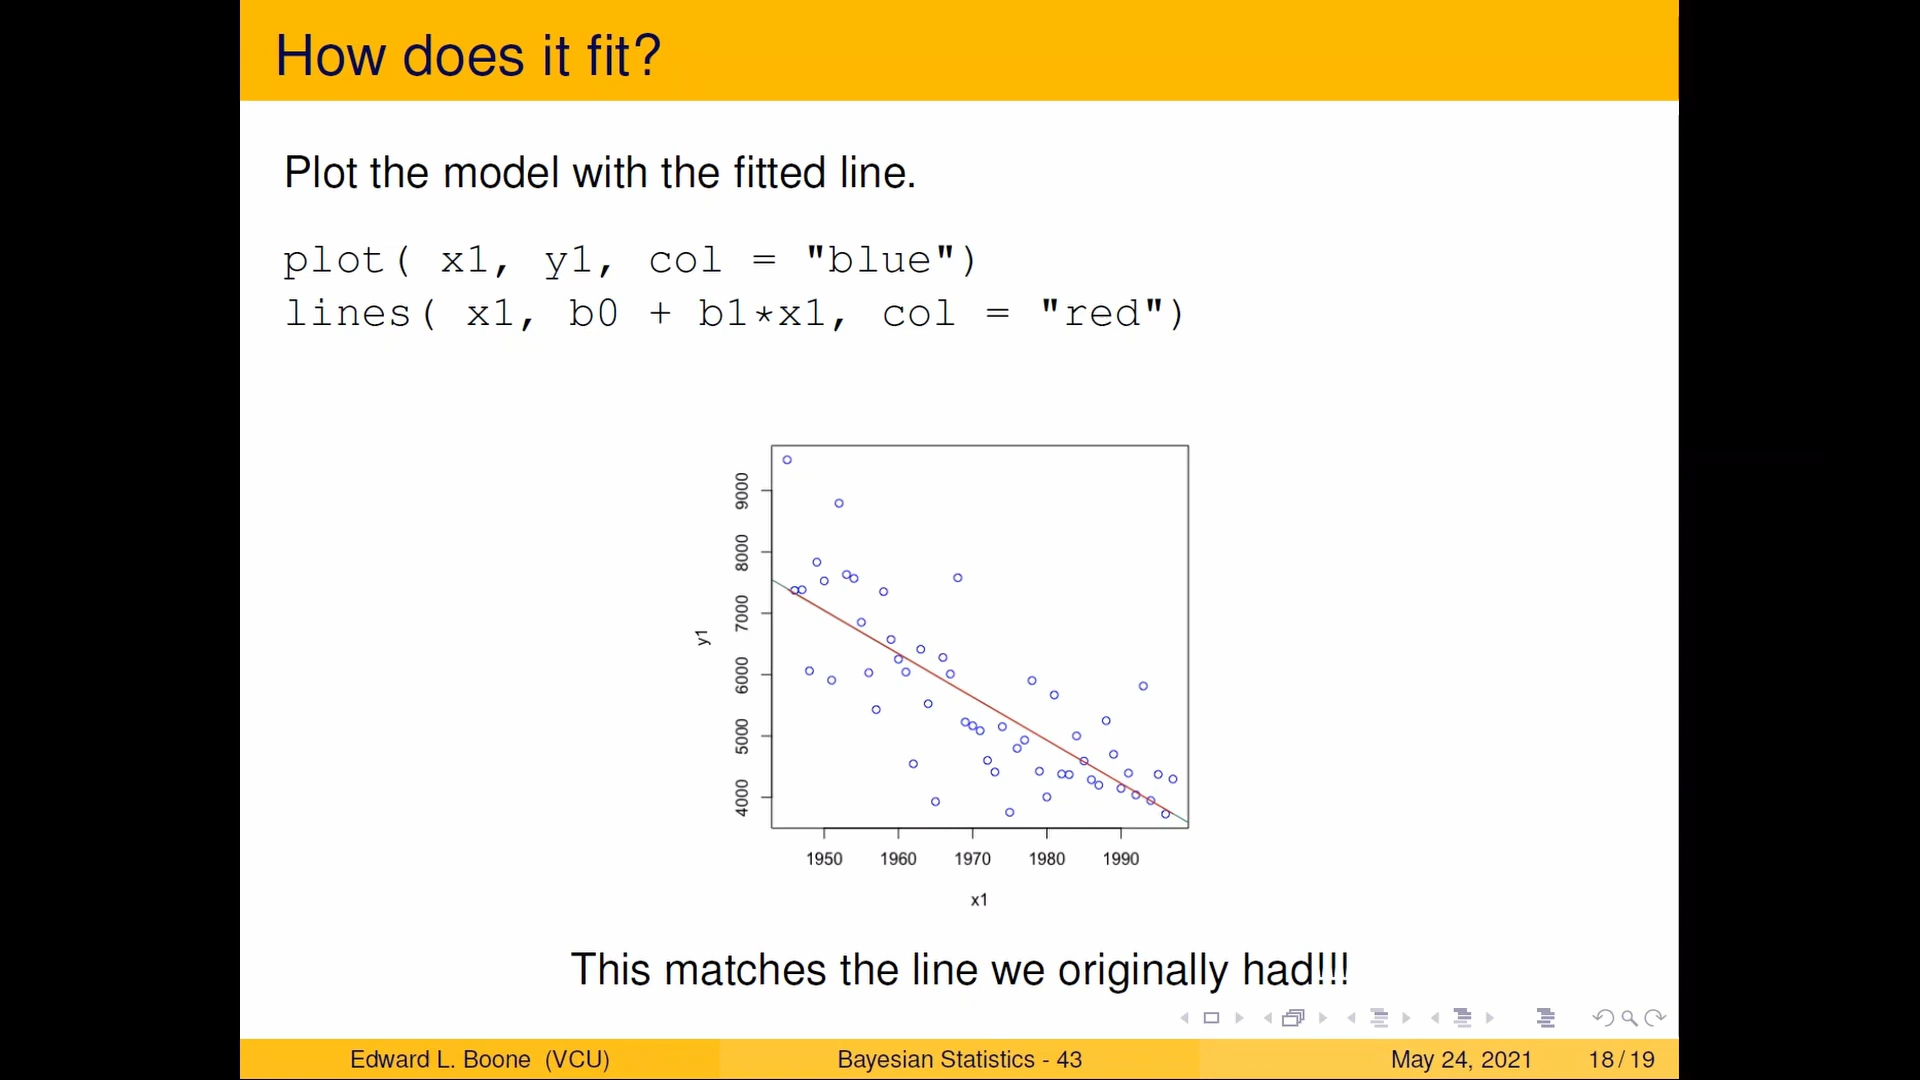 How does it fit?
Plot the model with the fitted line.
plot( x1, y1, col = "blue")
lines( x1, b0 + b1*x1, col = "red")
9000
8000
7000
6000
5000
4000
y1
1950 1960 1970 1980 1990
x1
This matches the line we originally had!!!
Edward L. Boone (VCU) Bayesian Statistics - 43 May 24, 2021 18 / 19